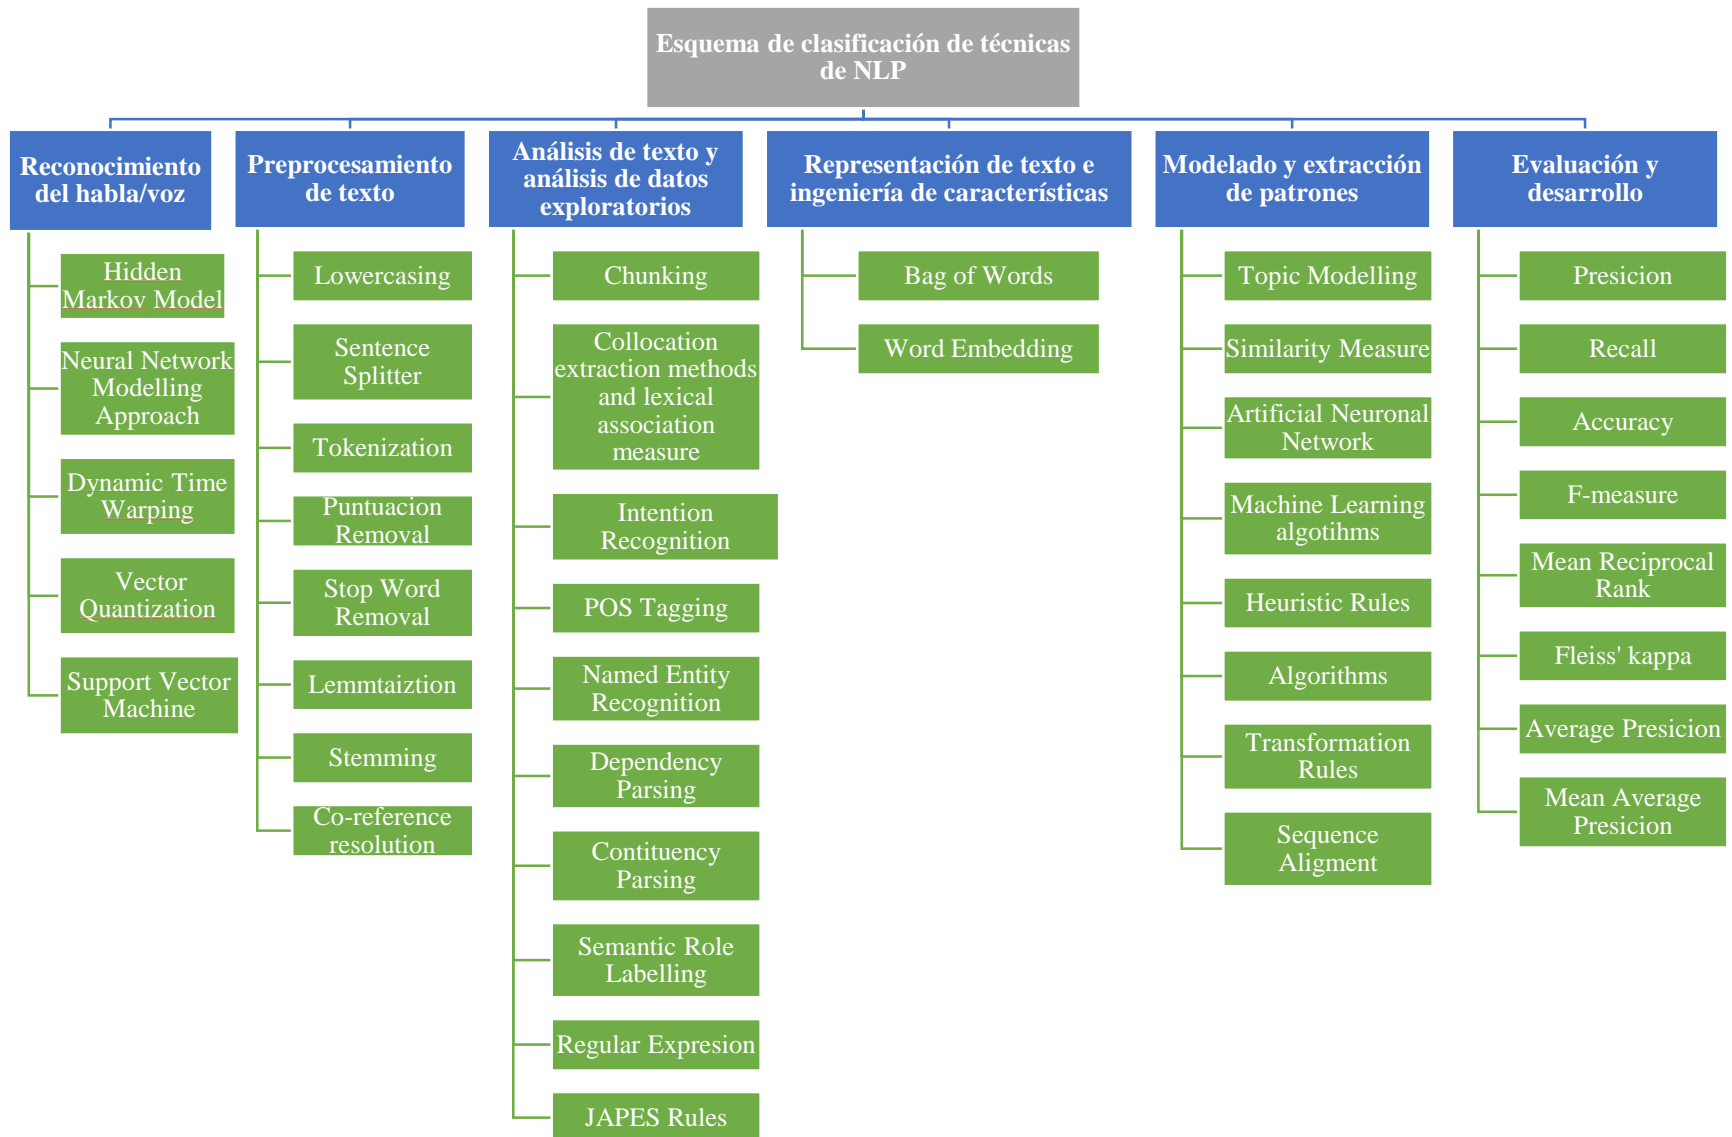 Esquema de clasificación de técnicas
de NLP
Reconocimiento
del habla/voz
Hidden
Markov Model
Neural Network
Modelling
Approach
Dynamic Time
Warping
Vector
Quantization
Support Vector
Machine
Preprocesamiento
de texto
Lowercasing
Sentence
Splitter
Tokenization
Puntuacion
Removal
Stop Word
Removal
Lemmtaiztion
Stemming
Co-reference
resolution
Análisis de texto y
análisis de datos
exploratorios
Chunking
Collocation
extraction methods
and lexical
association
measure
Intention
Recognition
POS Tagging
Named Entity
Recognition
Dependency
Parsing
Contituency
Parsing
Semantic Role
Labelling
Regular Expresion
JAPES Rules
Representación de texto e
ingeniería de características
Bag of Words
Word Embedding
Modelado y extracción
de patrones
Topic Modelling
Similarity Measure
Artificial Neuronal
Network
Machine Learning
algotihms
Heuristic Rules
Algorithms
Transformation
Rules
Sequence
Aligment
Evaluación y
desarrollo
Presicion
Recall
Accuracy
F-measure
Mean Reciprocal
Rank
Fleiss' kappa
Average Presicion
Mean Average
Presicion